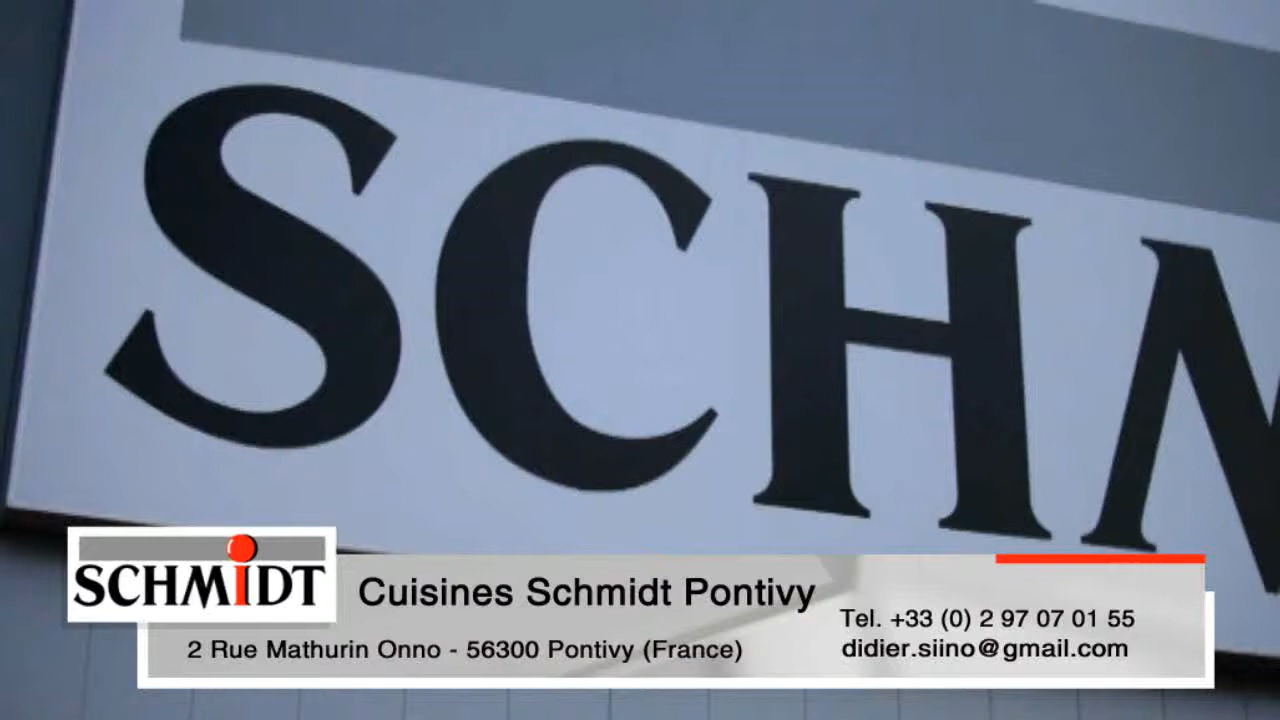 SCHM
SCHMiDT
Cuisines Schmidt Pontivy
2 Rue Mathurin Onno - 56300 Pontivy (France)
Tel. +33 (0) 2 97 07 01 55
didier.siino@gmail.com